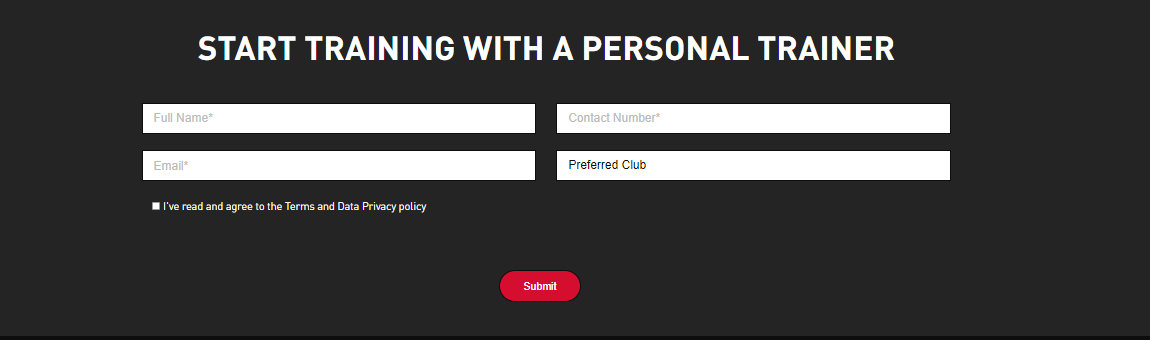 START TRAINING WITH A PERSONAL TRAINER
Full Name*
Contact Number*
Email*
Preferred Club
I've read and agree to the Terms and Data Privacy policy
Submit